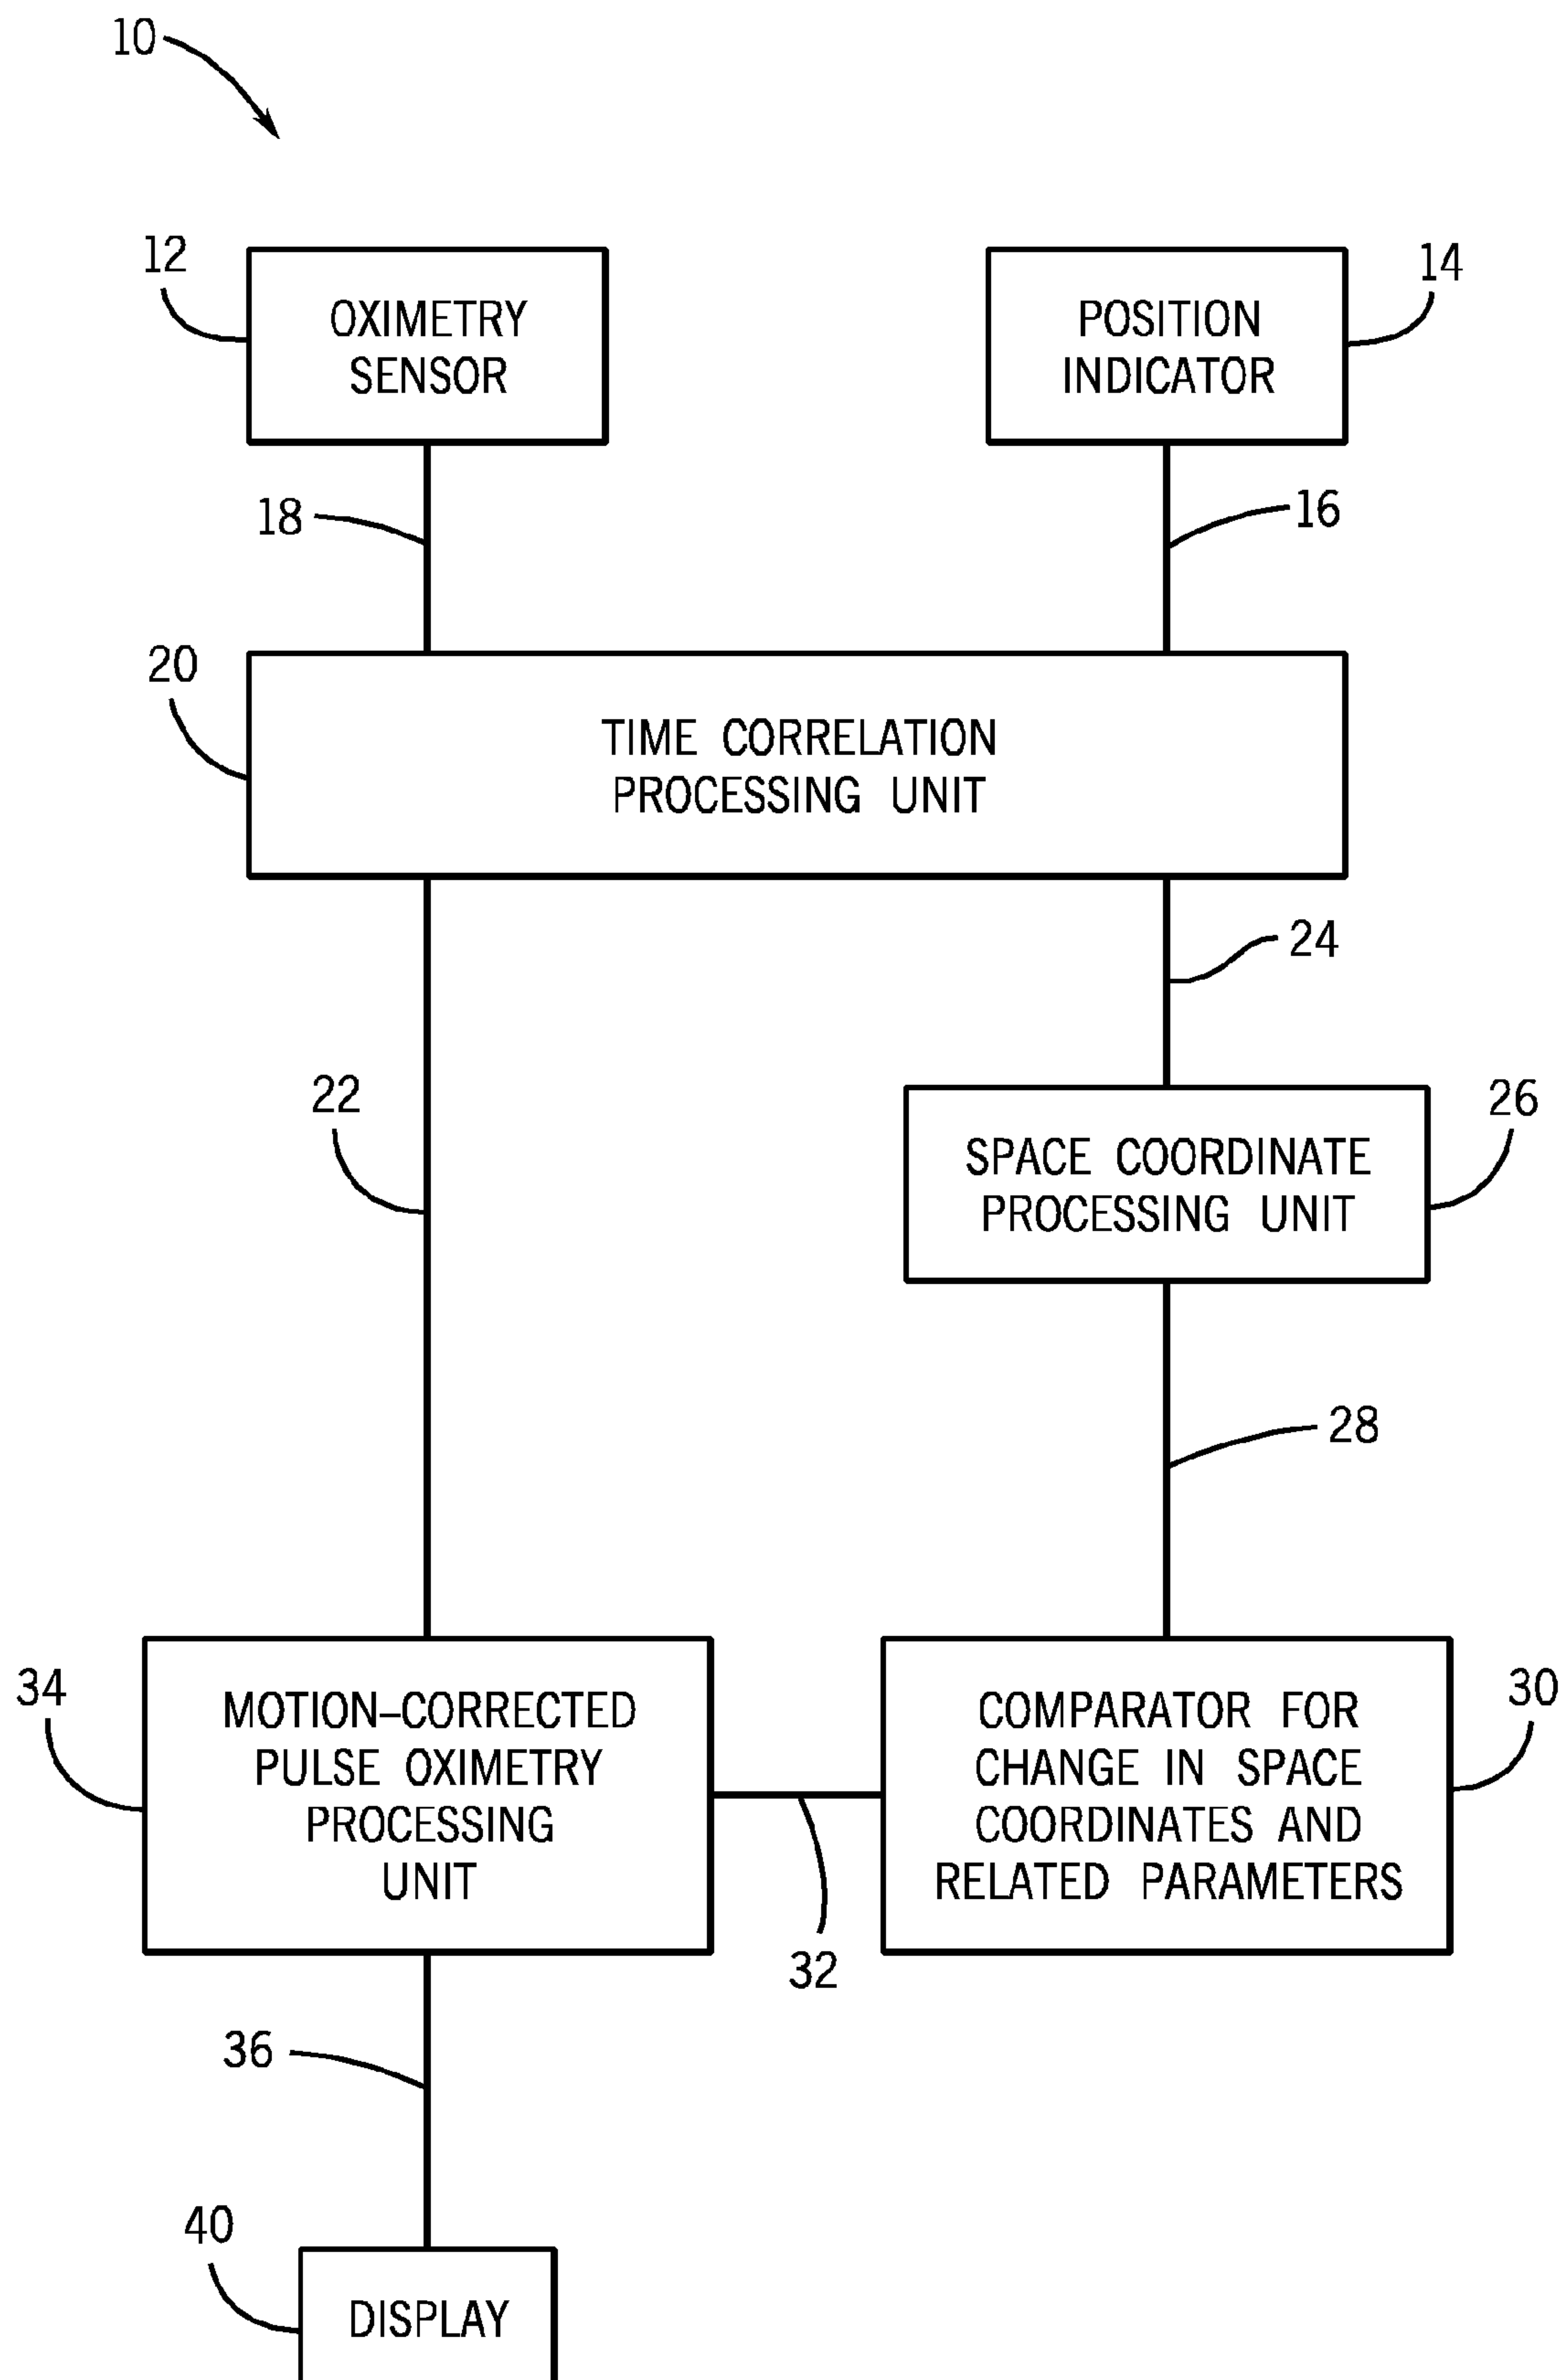 10
12
OXIMETRY
SENSOR
POSITION
INDICATOR
14
18
16
20
TIME CORRELATION
PROCESSING UNIT
24
22
26
SPACE COORDINATE
PROCESSING UNIT
28
34
MOTION–CORRECTED
PULSE OXIMETRY
PROCESSING
UNIT
COMPARATOR FOR
CHANGE IN SPACE
COORDINATES AND
RELATED PARAMETERS
30
32
36
40
DISPLAY